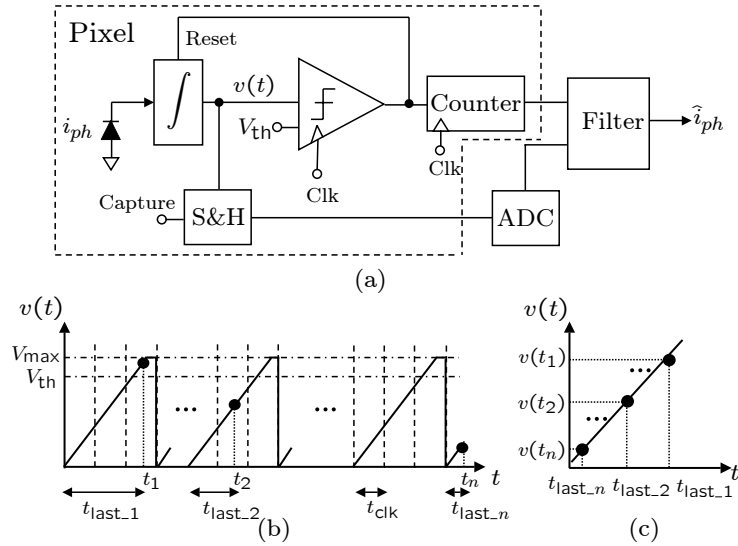 Pixel
Reset
∫
v(t)
i_ph
V_th
Clk
Counter
Clk
Filter
î_ph
Capture
S&H
ADC
(a)
v(t)
V_max
V_th
...
...
t_1
t_2
t_n
t
t_last_1
t_last_2
t_clk
t_last_n
(b)
v(t)
v(t_1)
v(t_2)
v(t_n)
...
...
t
t_last_n
t_last_2
t_last_1
(c)